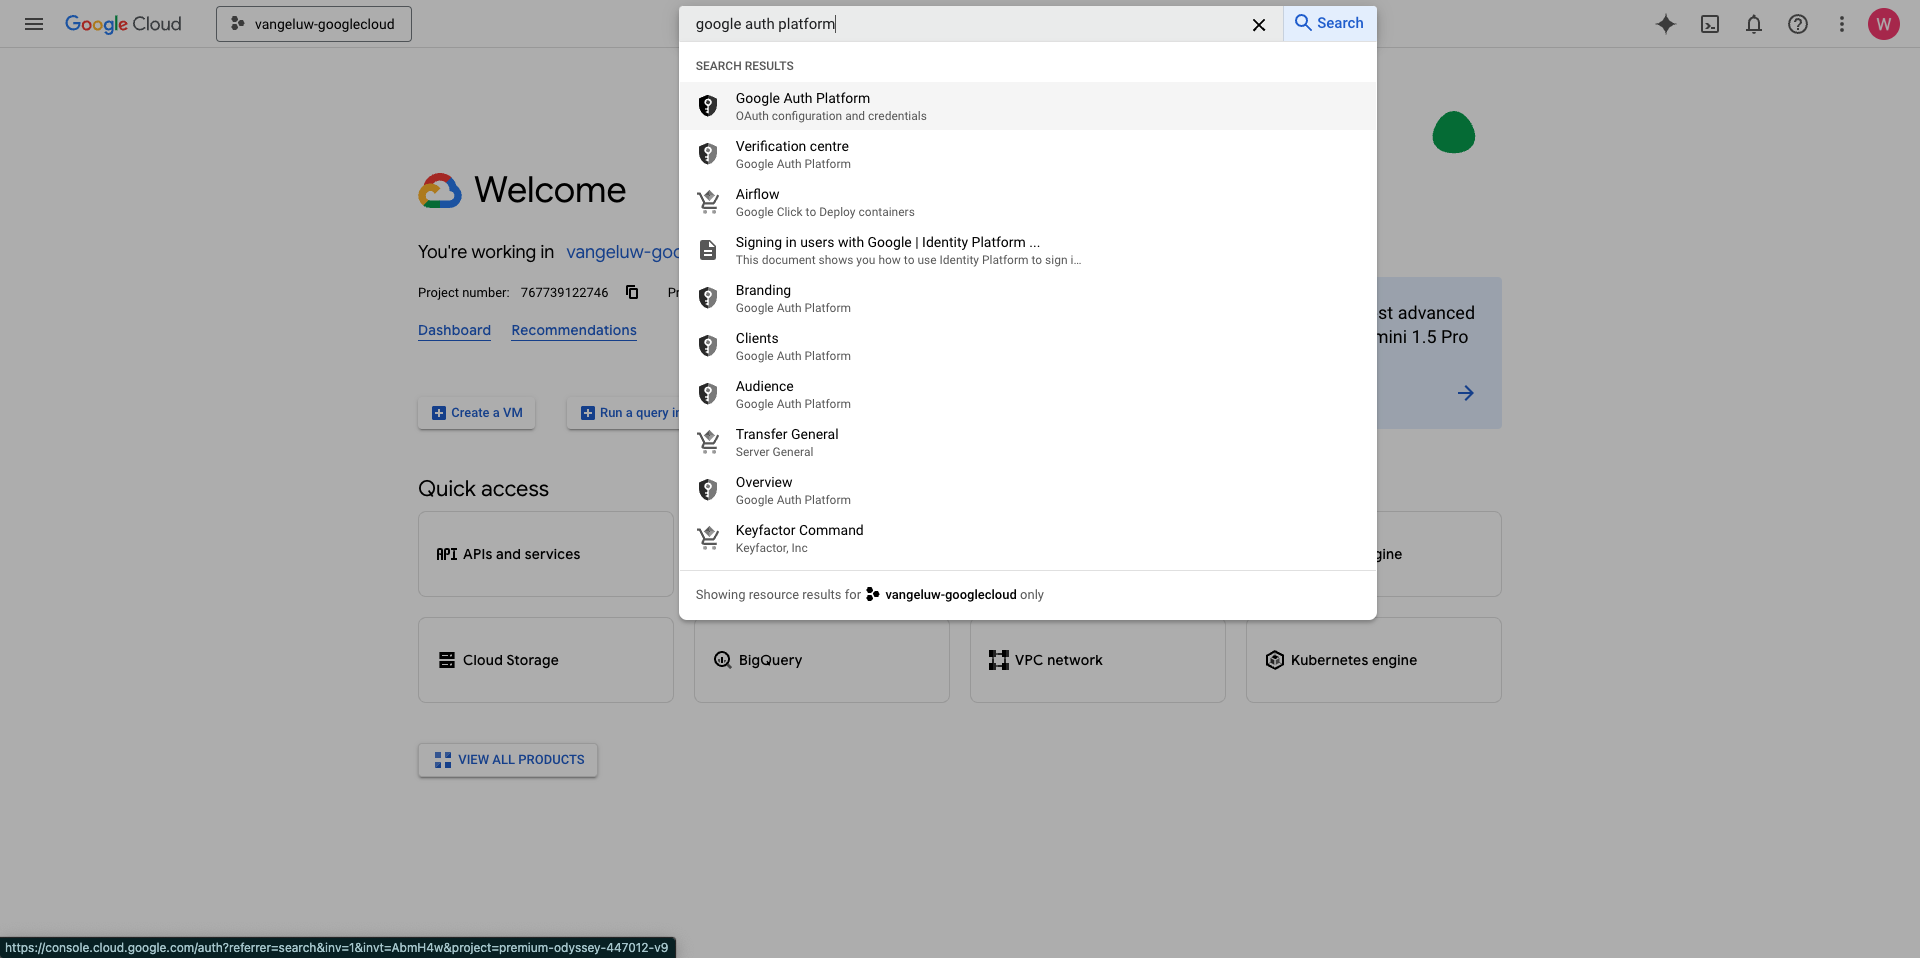 Google Cloud
vangeluw-googlecloud
google auth platform
Search
W
SEARCH RESULTS
Google Auth Platform
OAuth configuration and credentials
Verification centre
Google Auth Platform
Airflow
Google Click to Deploy containers
Signing in users with Google | Identity Platform ...
This document shows you how to use Identity Platform to sign i...
Branding
Google Auth Platform
Clients
Google Auth Platform
Audience
Google Auth Platform
Transfer General
Server General
Overview
Google Auth Platform
Keyfactor Command
Keyfactor, Inc
Showing resource results for vangeluw-googlecloud only
Welcome
You're working in vangeluw-goo
Project number: 767739122746 Pr
Dashboard Recommendations
st advanced
mini 1.5 Pro
Create a VM
Run a query in
Quick access
API APIs and services
gine
Cloud Storage
BigQuery
VPC network
Kubernetes engine
VIEW ALL PRODUCTS
https://console.cloud.google.com/auth?referrer=search&inv=1&invt=AbmH4w&project=premium-odyssey-447012-v9